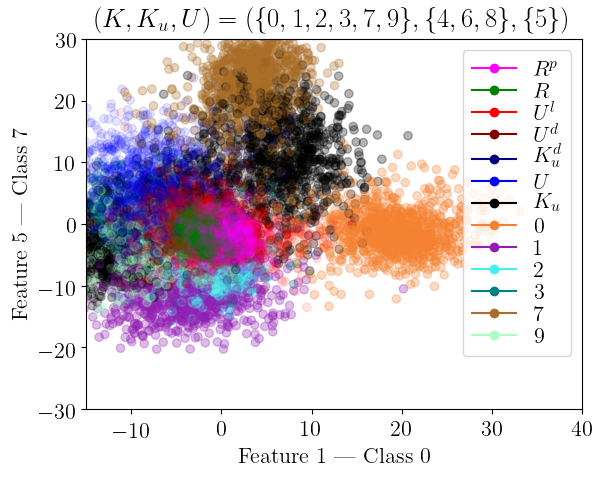 (K, K_u, U) = ({0, 1, 2, 3, 7, 9}, {4, 6, 8}, {5})
30
20
10
0
−10
−20
−30
Feature 5 — Class 7
R^p
R
U^l
U^d
K_u^d
U
K_u
0
1
2
3
7
9
−10
0
10
20
30
40
Feature 1 — Class 0